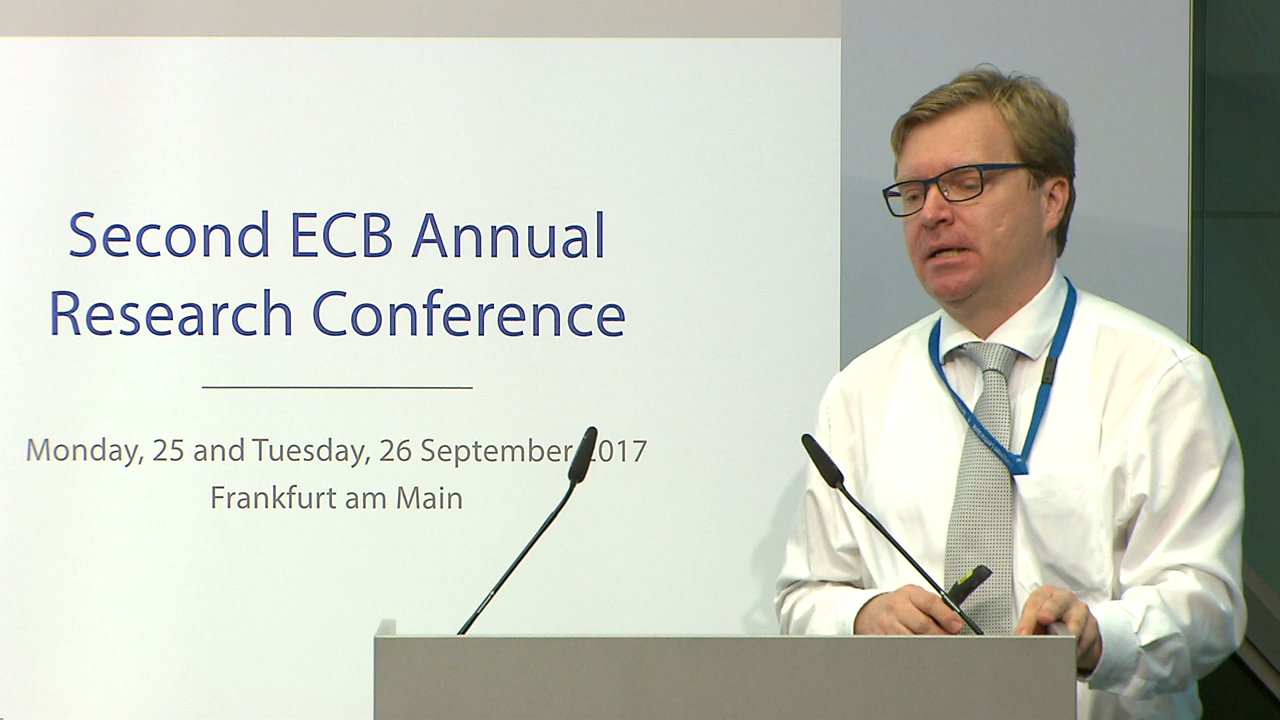 Second ECB Annual
Research Conference
Monday, 25 and Tuesday, 26 September 2017
Frankfurt am Main